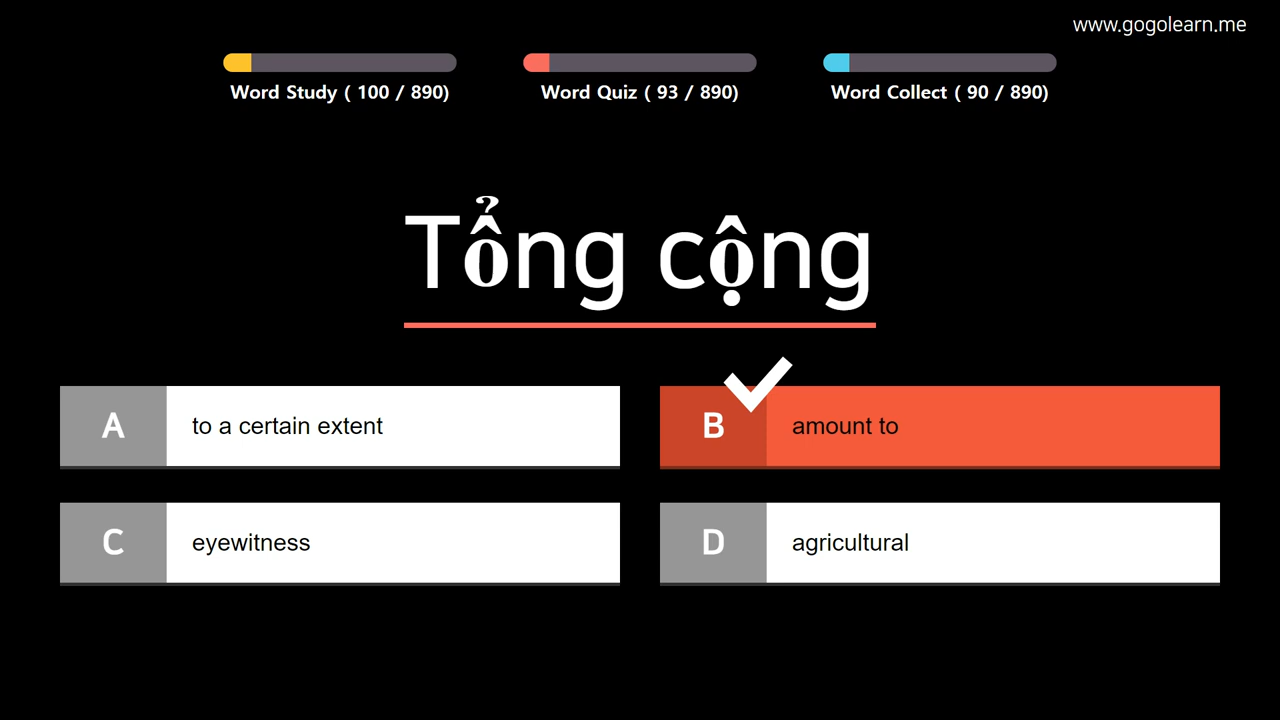 www.gogolearn.me
Word Study ( 100 / 890) Word Quiz ( 93 / 890) Word Collect ( 90 / 890)
Tổng cộng
A to a certain extent
B amount to
C eyewitness
D agricultural